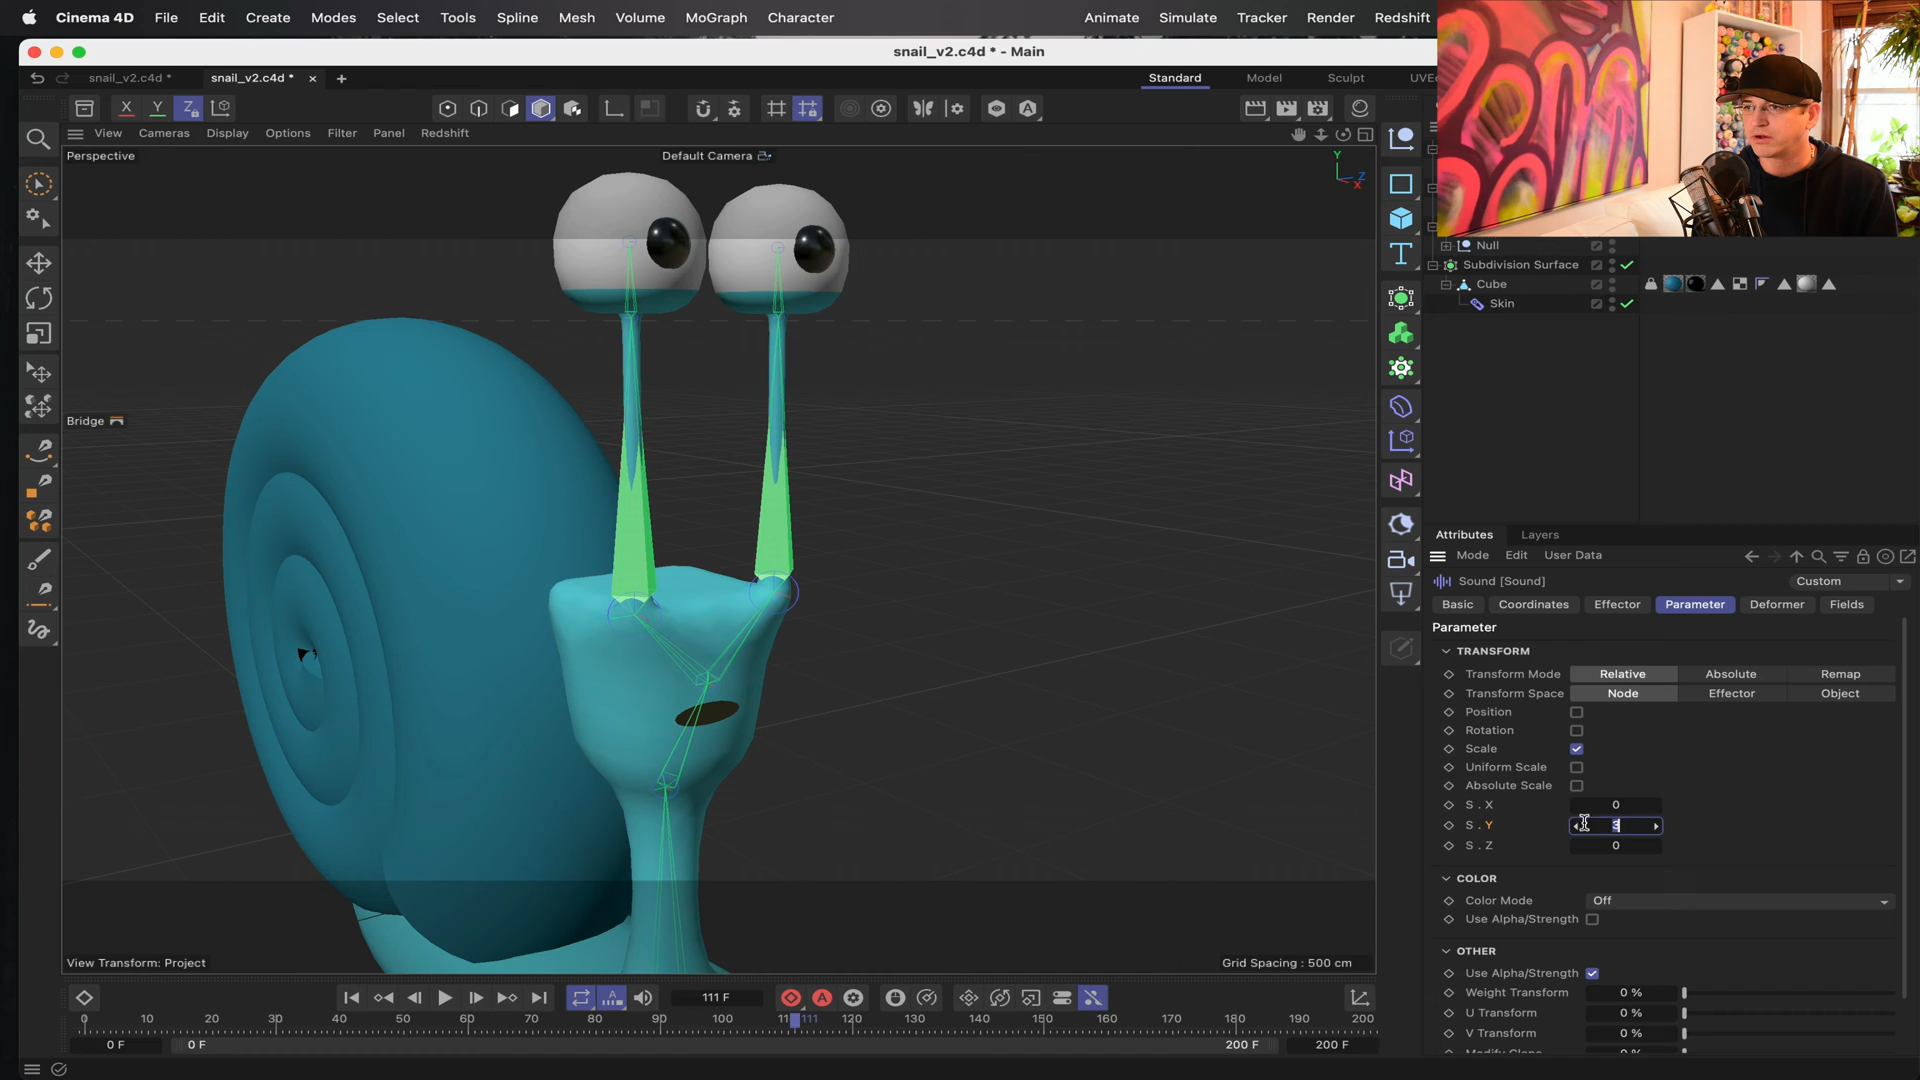 Cinema 4D File Edit Create Modes Select Tools Spline Mesh Volume MoGraph Character Animate Simulate Tracker Render Redshift
snail_v2.c4d * - Main
snail_v2.c4d * snail_v2.c4d * Standard Model Sculpt
X Y Z
View Cameras Display Options Filter Panel Redshift
Perspective
Default Camera
Y
Z
X
Null
Subdivision Surface
Cube
Skin
Bridge
Attributes Layers
Mode Edit User Data
Sound [Sound] Custom
Basic Coordinates Effector Parameter Deformer Fields
Parameter
TRANSFORM
Transform Mode Relative Absolute Remap
Transform Space Node Effector Object
Position
Rotation
Scale
Uniform Scale
Absolute Scale
S . X 0
S . Y 3
S . Z 0
COLOR
Color Mode Off
Use Alpha/Strength
OTHER
Use Alpha/Strength
Weight Transform 0 %
U Transform 0 %
V Transform 0 %
View Transform: Project
Grid Spacing : 500 cm
111 F
0 10 20 30 40 50 60 70 80 90 100 111 120 130 140 150 160 170 180 190 200
0 F 0 F 200 F 200 F